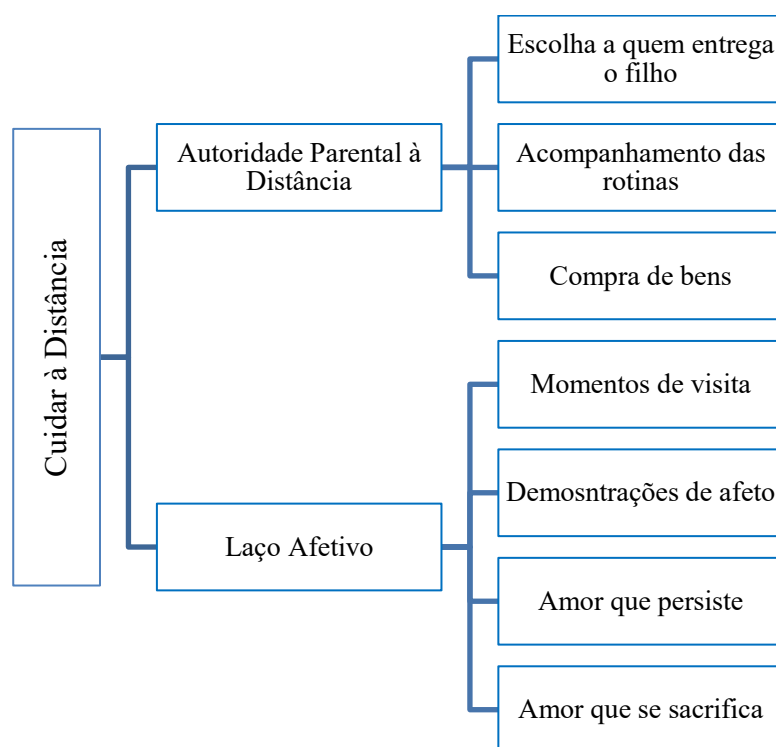 Cuidar à Distância
Autoridade Parental à
Distância
Escolha a quem entrega
o filho
Acompanhamento das
rotinas
Compra de bens
Laço Afetivo
Momentos de visita
Demosntrações de afeto
Amor que persiste
Amor que se sacrifica